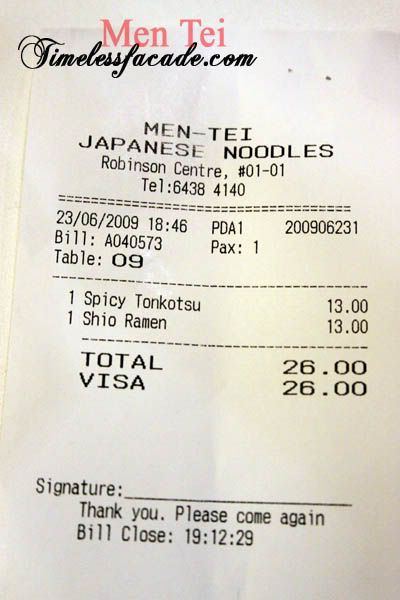 Men Tei
Timelessfacade.com
MEN-TEI
JAPANESE NOODLES
Robinson Centre, #01-01
Tel:6438 4140
=====================================
23/06/2009 18:46 PDA1 200906231
Bill: A040573 Pax: 1
Table: 09
-------------------------------------
1 Spicy Tonkotsu 13.00
1 Shio Ramen 13.00
-------------------------------------
TOTAL 26.00
VISA 26.00
Signature:____________________________
Thank you. Please come again
Bill Close: 19:12:29